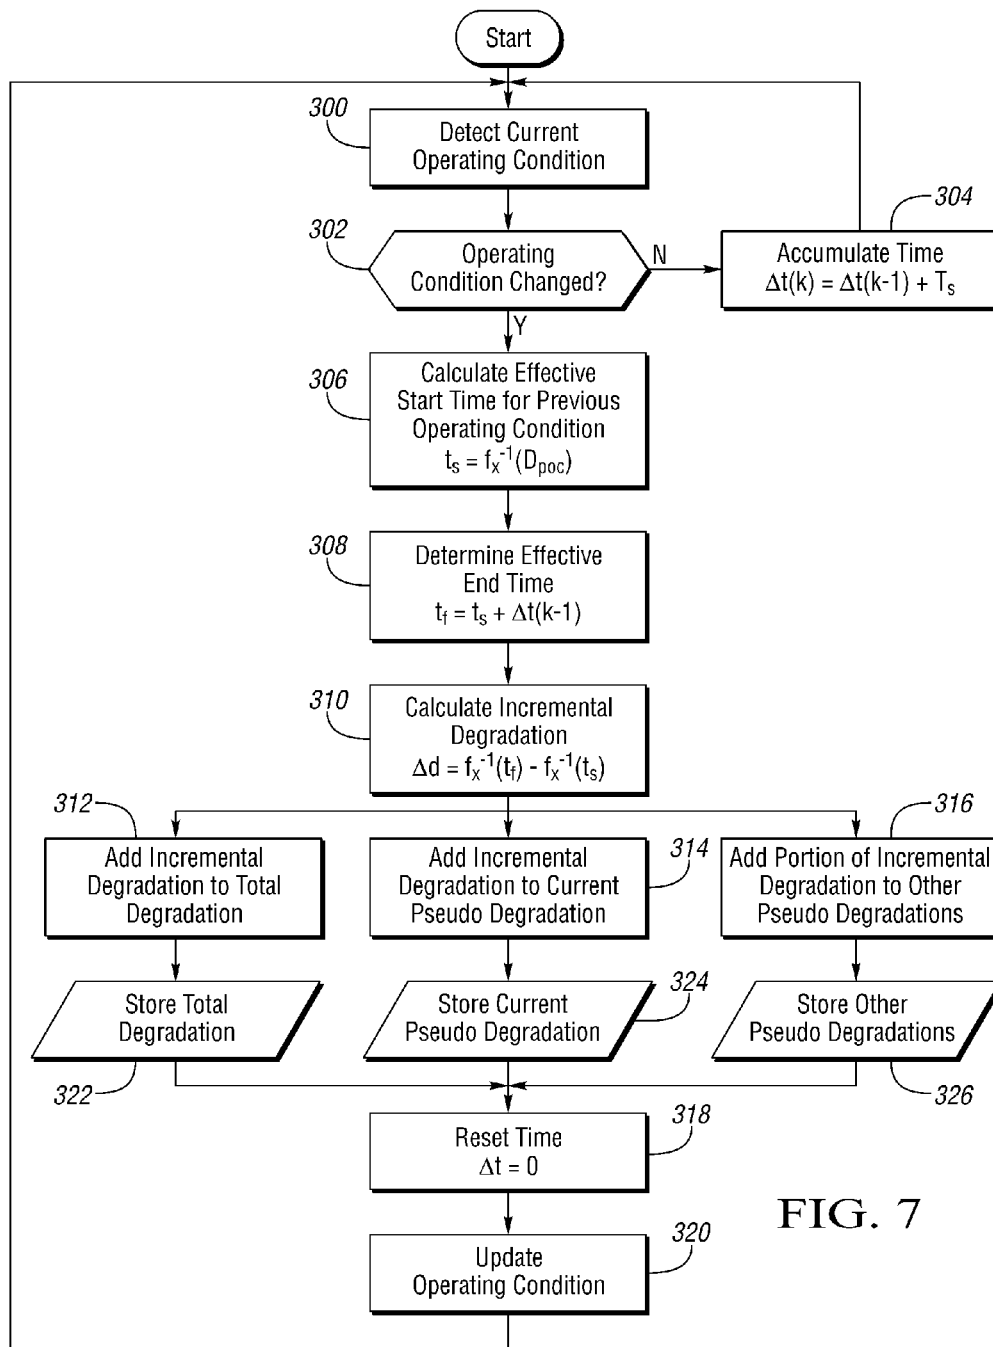 Start
300
Detect Current
Operating Condition
302
Operating
Condition Changed?
N
Y
304
Accumulate Time
Δt(k) = Δt(k-1) + Tₛ
306
Calculate Effective
Start Time for Previous
Operating Condition
tₛ = fₓ⁻¹(D_poc)
308
Determine Effective
End Time
t_f = tₛ + Δt(k-1)
310
Calculate Incremental
Degradation
Δd = fₓ⁻¹(t_f) - fₓ⁻¹(tₛ)
312
Add Incremental
Degradation to Total
Degradation
314
Add Incremental
Degradation to Current
Pseudo Degradation
316
Add Portion of Incremental
Degradation to Other
Pseudo Degradations
Store Total
Degradation
322
Store Current
Pseudo Degradation
324
Store Other
Pseudo Degradations
326
Reset Time
Δt = 0
318
Update
Operating Condition
320
FIG. 7